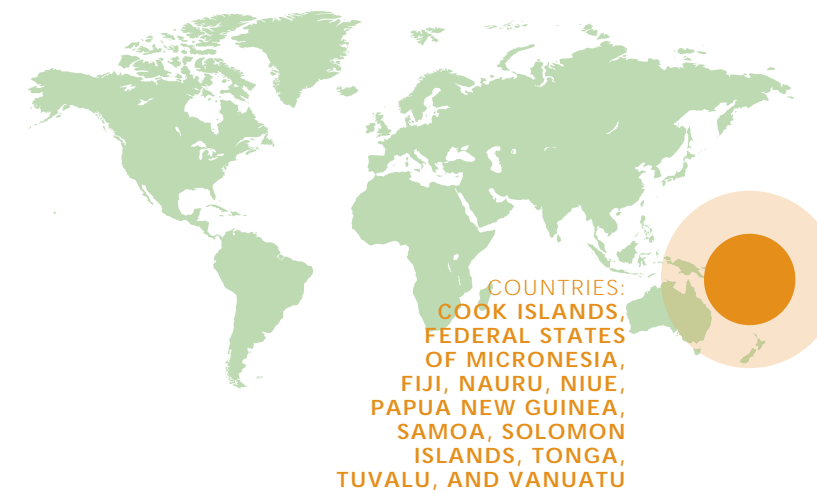 COUNTRIES:
COOK ISLANDS,
FEDERAL STATES
OF MICRONESIA,
FIJI, NAURU, NIUE,
PAPUA NEW GUINEA,
SAMOA, SOLOMON
ISLANDS, TONGA,
TUVALU, AND VANUATU